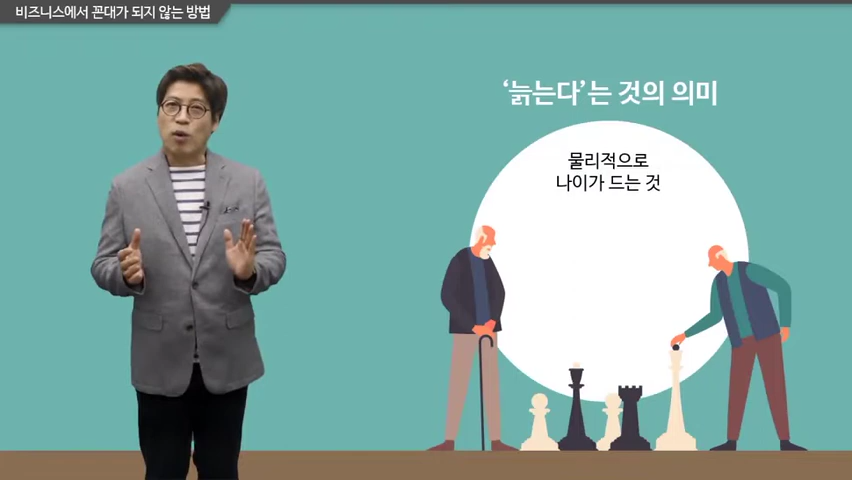 비즈니스에서 꼰대가 되지 않는 방법
‘늙는다’는 것의 의미
물리적으로
나이가 드는 것